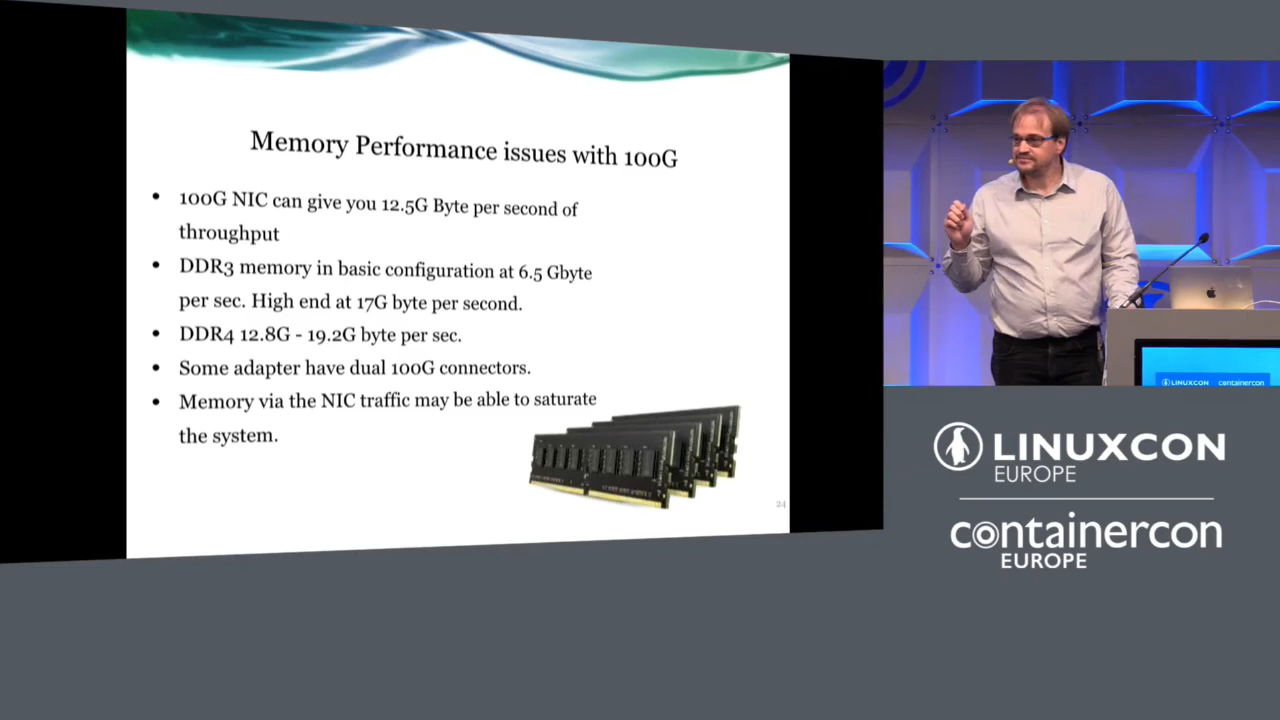 Memory Performance issues with 100G
• 100G NIC can give you 12.5G Byte per second of
throughput
• DDR3 memory in basic configuration at 6.5 Gbyte
per sec. High end at 17G byte per second.
• DDR4 12.8G - 19.2G byte per sec.
• Some adapter have dual 100G connectors.
• Memory via the NIC traffic may be able to saturate
the system.
24
LINUXCON
containercon
LINUXCON
EUROPE
containercon
EUROPE